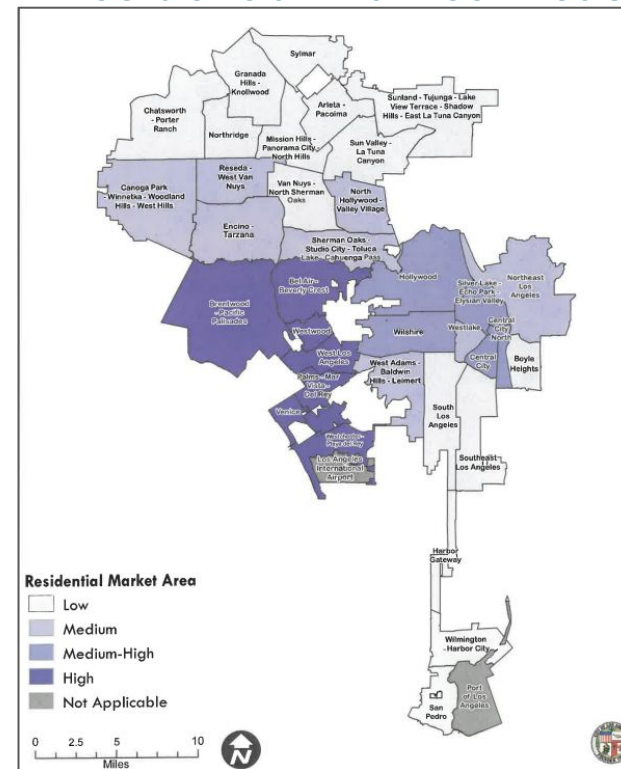 Sylmar
Granada
Hills -
Knollwood
Sunland - Tujunga - Lake
View Terrace - Shadow
Hills - East La Tuna Canyon
Arleta -
Pacoima
Chatsworth -
Porter
Ranch
Northridge
Mission Hills -
Panorama City -
North Hills
Sun Valley -
La Tuna
Canyon
Reseda -
West Van
Nuys
Canoga Park
- Winnetka - Woodland
Hills - West Hills
Van Nuys -
North Sherman
Oaks
North
Hollywood -
Valley Village
Encino -
Tarzana
Sherman Oaks -
Studio City - Toluca
Lake - Cahuenga Pass
Hollywood
Silver Lake -
Echo Park -
Elysian Valley
Northeast
Los
Angeles
Bel Air -
Beverly Crest
Brentwood
- Pacific
Palisades
Westwood
Wilshire
Westlake
Central
City
North
West Los
Angeles
Central
City
Boyle
Heights
West Adams -
Baldwin
Hills - Leimert
Palms - Mar
Vista -
Del Rey
Venice
South
Los
Angeles
Westchester -
Playa del Rey
Los Angeles
International
Airport
Southeast
Los Angeles
Harbor
Gateway
Wilmington
- Harbor City
Port
of Los
Angeles
San
Pedro
Residential Market Area
Low
Medium
Medium-High
High
Not Applicable
0 2.5 5 10
Miles
N